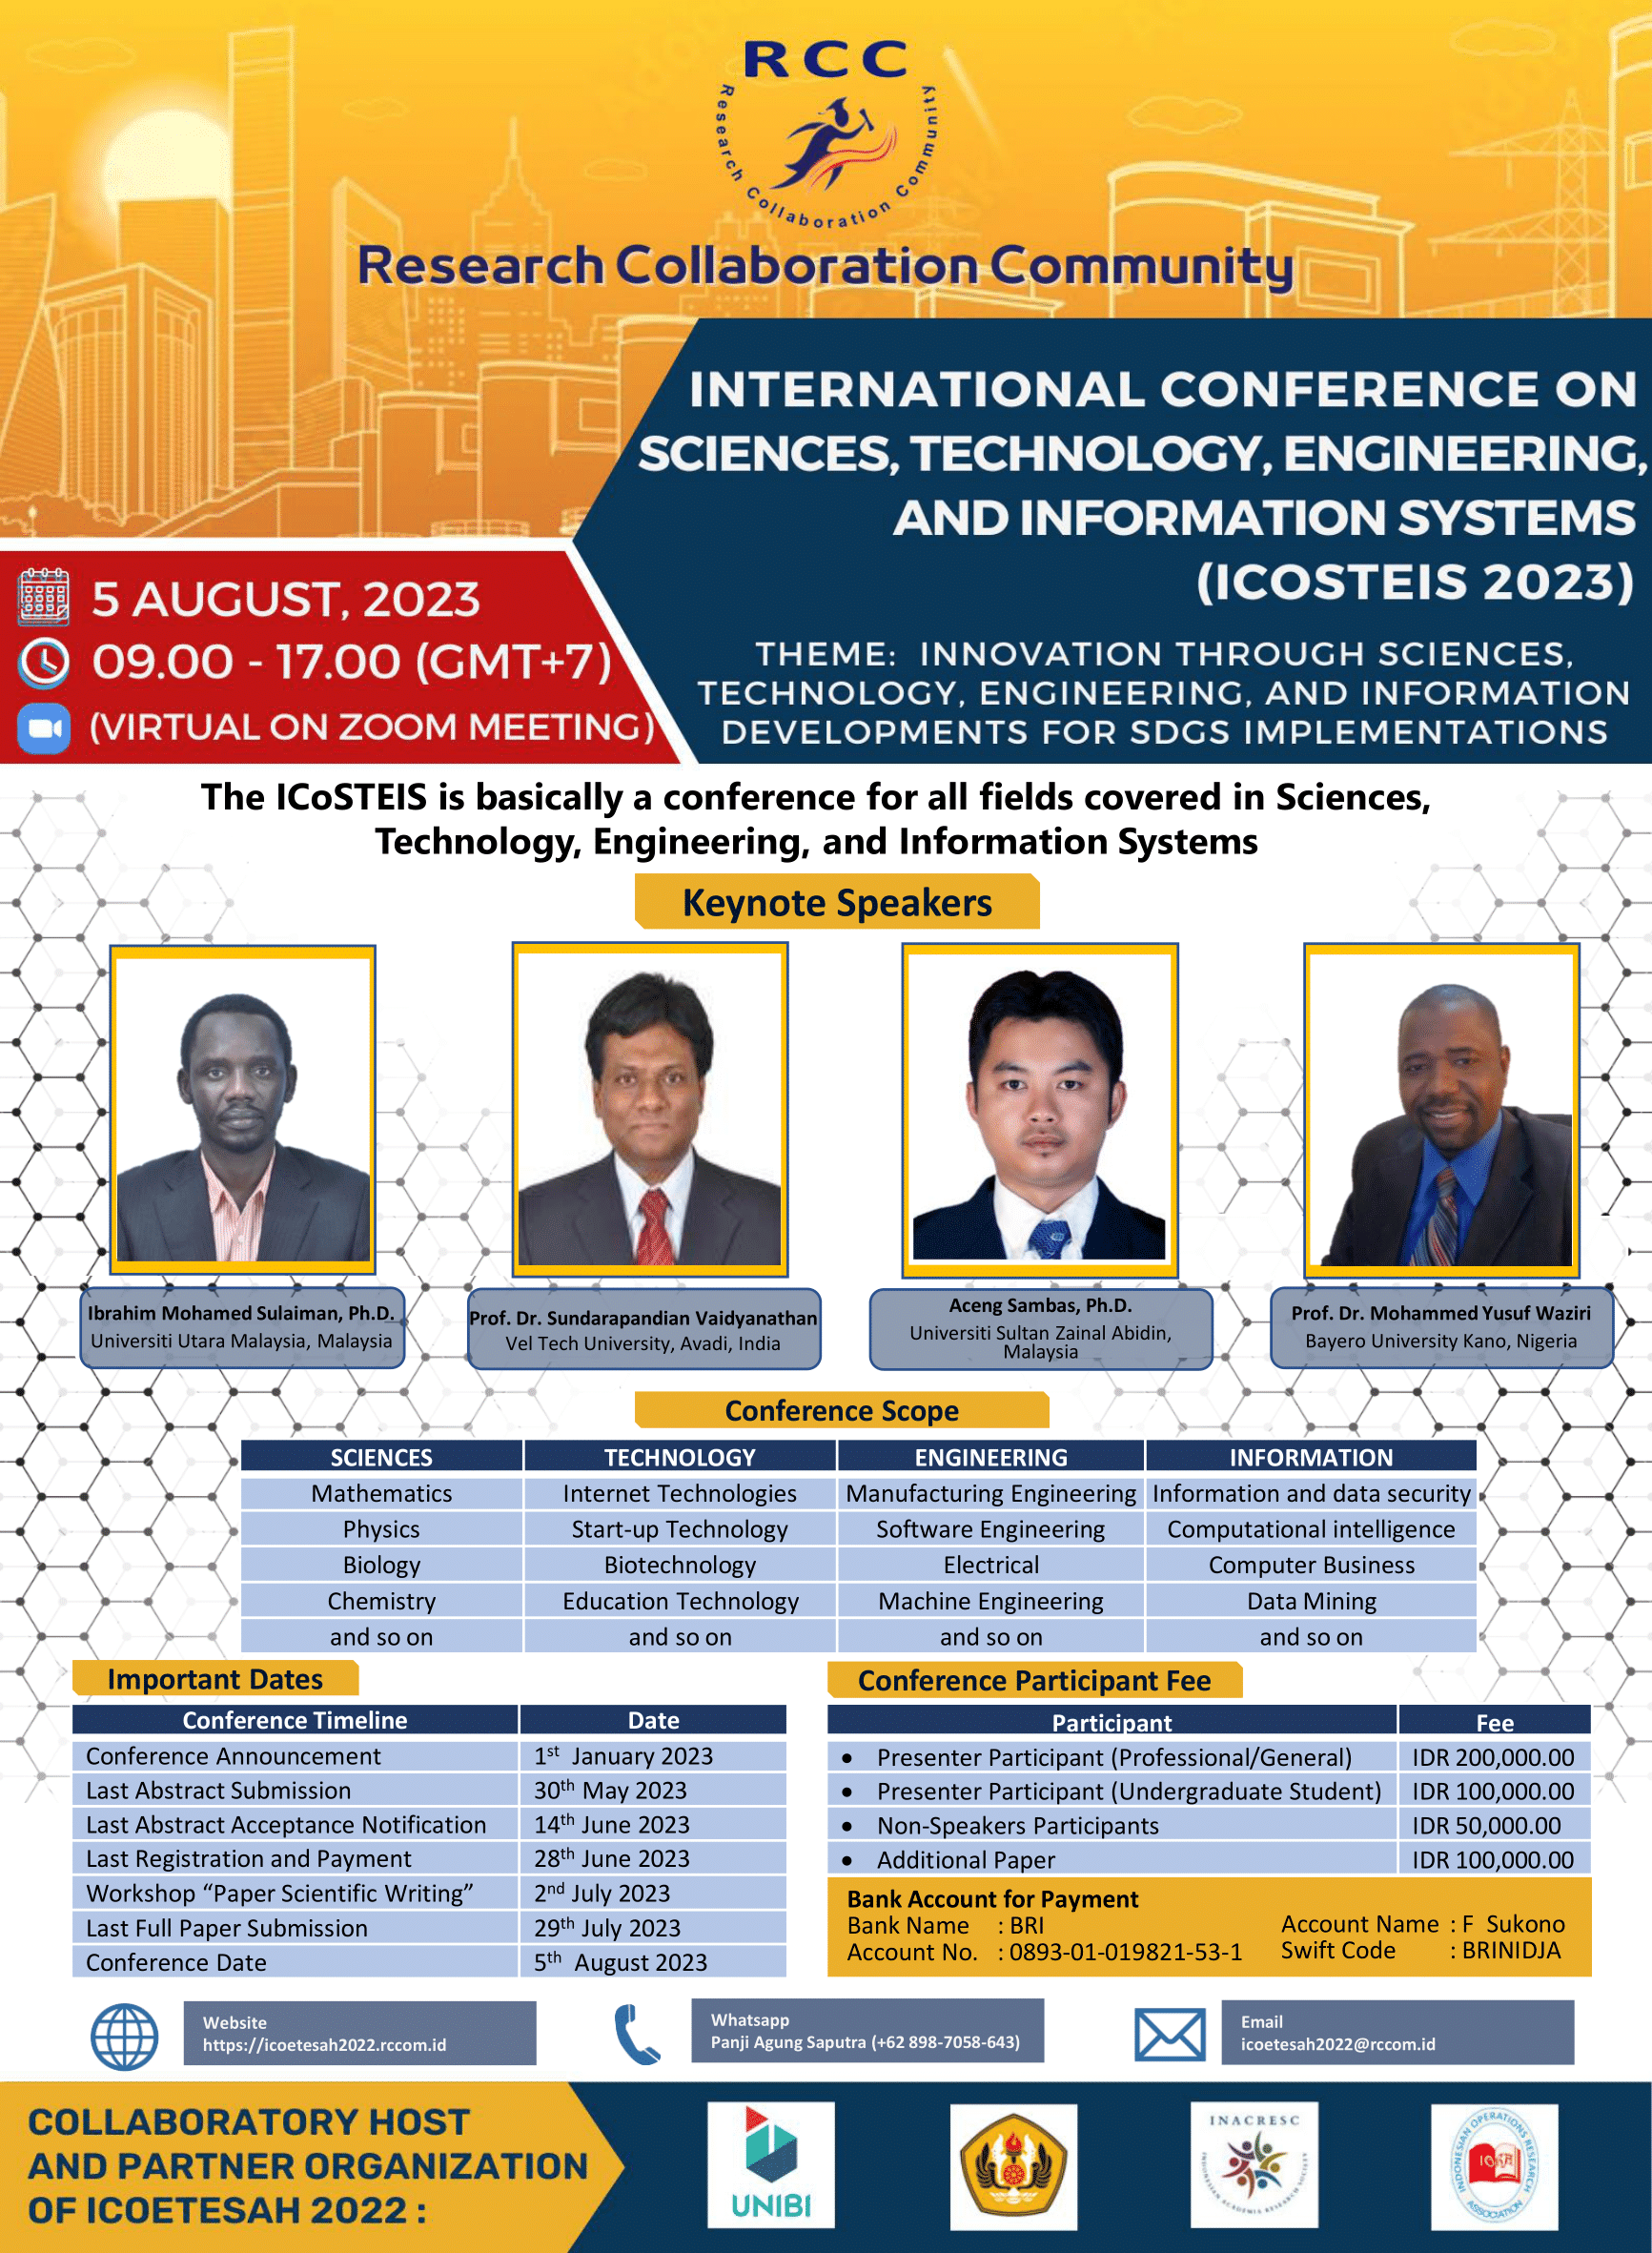 RCC
Research Collaboration Community
Research Collaboration Community
INTERNATIONAL CONFERENCE ON
SCIENCES, TECHNOLOGY, ENGINEERING,
AND INFORMATION SYSTEMS
(ICOSTEIS 2023)
5 AUGUST, 2023
09.00 - 17.00 (GMT+7)
(VIRTUAL ON ZOOM MEETING)
THEME: INNOVATION THROUGH SCIENCES,
TECHNOLOGY, ENGINEERING, AND INFORMATION
DEVELOPMENTS FOR SDGS IMPLEMENTATIONS
The ICoSTEIS is basically a conference for all fields covered in Sciences,
Technology, Engineering, and Information Systems
Keynote Speakers
Ibrahim Mohamed Sulaiman, Ph.D.
Universiti Utara Malaysia, Malaysia
Prof. Dr. Sundarapandian Vaidyanathan
Vel Tech University, Avadi, India
Aceng Sambas, Ph.D.
Universiti Sultan Zainal Abidin,
Malaysia
Prof. Dr. Mohammed Yusuf Waziri
Bayero University Kano, Nigeria
Conference Scope
SCIENCES TECHNOLOGY ENGINEERING INFORMATION
Mathematics Internet Technologies Manufacturing Engineering Information and data security
Physics Start-up Technology Software Engineering Computational intelligence
Biology Biotechnology Electrical Computer Business
Chemistry Education Technology Machine Engineering Data Mining
and so on and so on and so on and so on
Important Dates
Conference Timeline Date
Conference Announcement 1st January 2023
Last Abstract Submission 30th May 2023
Last Abstract Acceptance Notification 14th June 2023
Last Registration and Payment 28th June 2023
Workshop “Paper Scientific Writing” 2nd July 2023
Last Full Paper Submission 29th July 2023
Conference Date 5th August 2023
Conference Participant Fee
Participant Fee
• Presenter Participant (Professional/General) IDR 200,000.00
• Presenter Participant (Undergraduate Student) IDR 100,000.00
• Non-Speakers Participants IDR 50,000.00
• Additional Paper IDR 100,000.00
Bank Account for Payment
Bank Name : BRI Account Name : F Sukono
Account No. : 0893-01-019821-53-1 Swift Code : BRINIDJA
Website
https://icoetesah2022.rccom.id
Whatsapp
Panji Agung Saputra (+62 898-7058-643)
Email
icoetesah2022@rccom.id
COLLABORATORY HOST
AND PARTNER ORGANIZATION
OF ICOETESAH 2022 :
UNIBI
INACRESC
INDONESIAN ACADEMIA RESEARCH SOCIETY
INDONESIAN OPERATIONS RESEARCH
ASSOCIATION
IORA